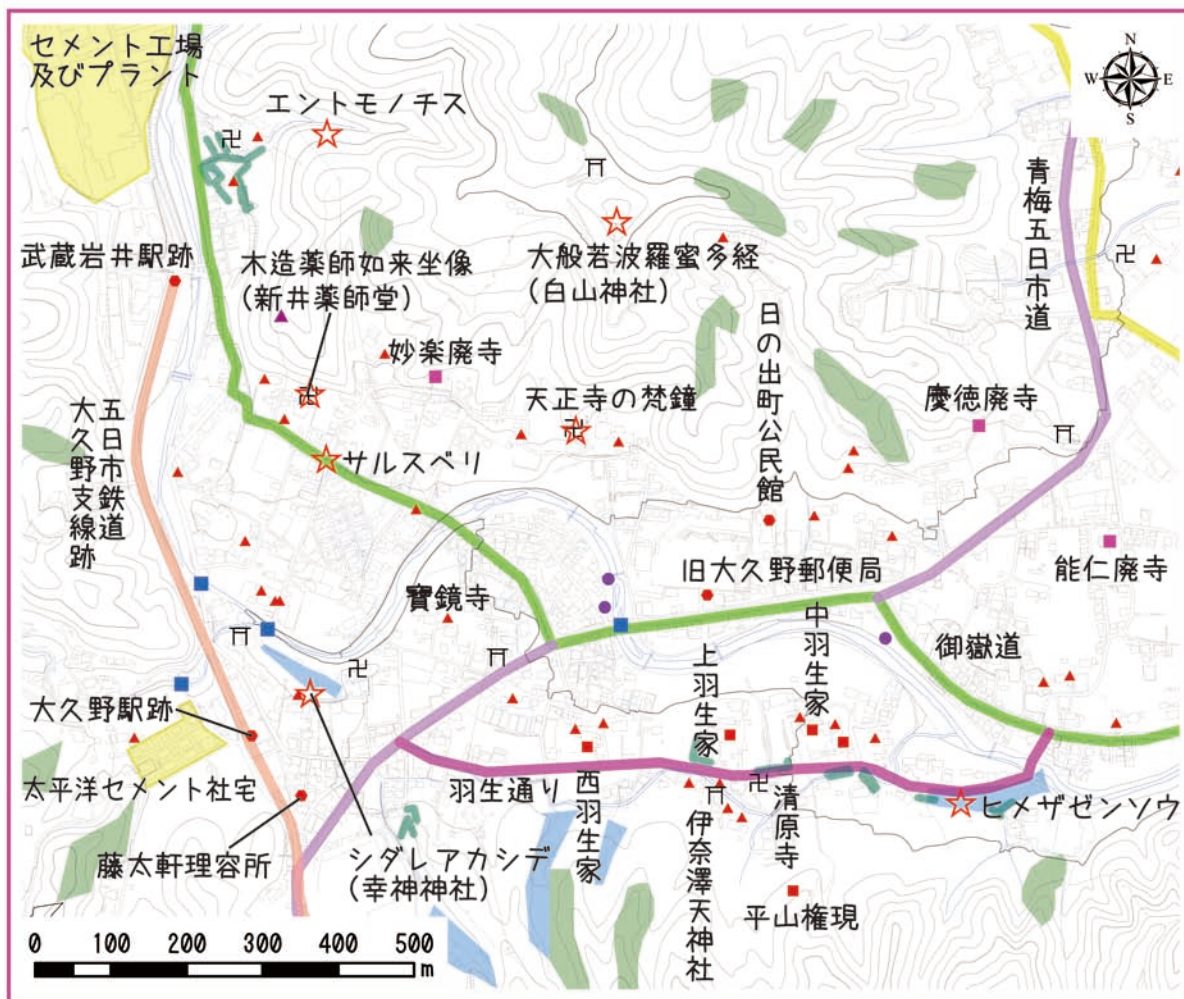 セメント工場
及びプラント
エントモノチス
N
W
E
S
武蔵岩井駅跡
木造薬師如来坐像
(新井薬師堂)
大般若波羅蜜多経
(白山神社)
青梅五日市道
妙楽廃寺
日の出町公民館
天正寺の梵鐘
慶徳廃寺
五日市鉄道
大久野支線跡
サルスベリ
能仁廃寺
旧大久野郵便局
寶鏡寺
中羽生家
御嶽道
上羽生家
大久野駅跡
太平洋セメント社宅
羽生通り
西羽生家
清原寺
伊奈澤天神社
ヒメザゼンソウ
藤太軒理容所
シダレアカシデ
(幸神神社)
平山権現
0 100 200 300 400 500
m